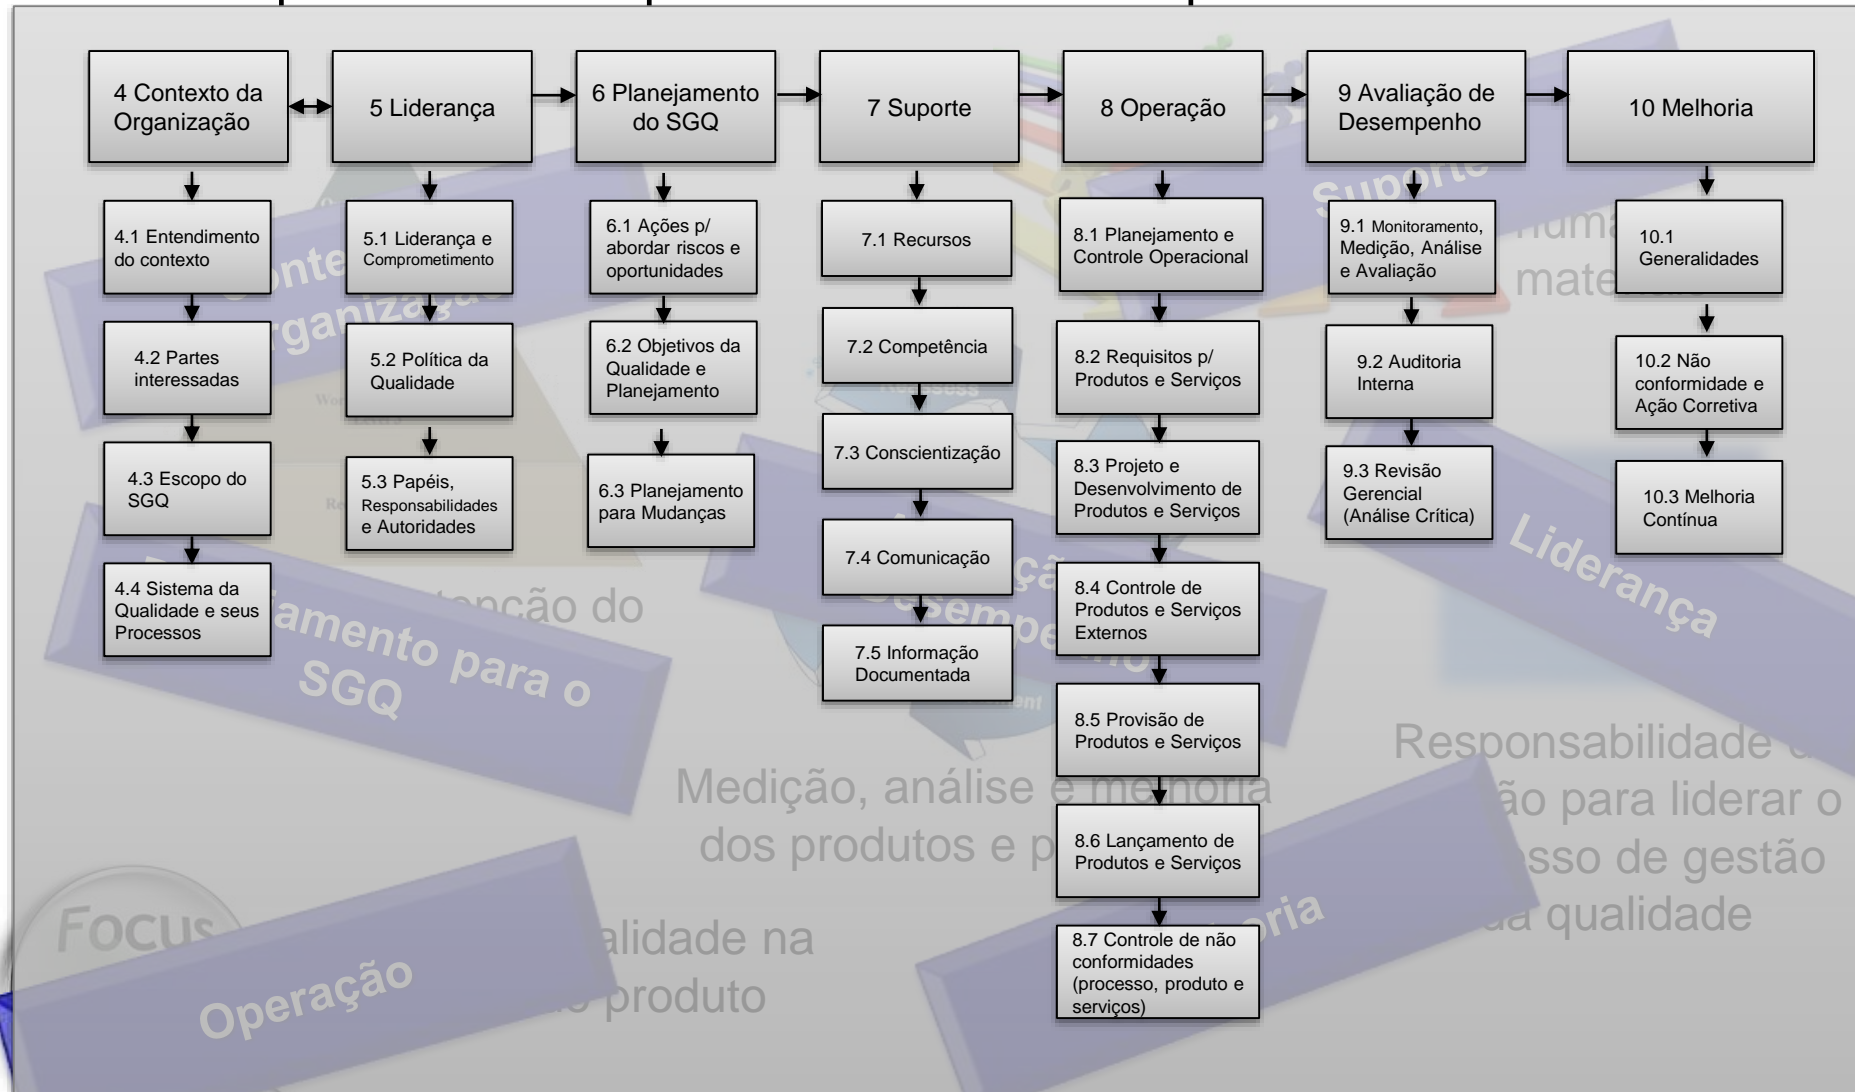 4 Contexto da
Organização
5 Liderança
6 Planejamento
do SGQ
7 Suporte
8 Operação
9 Avaliação de
Desempenho
10 Melhoria
4.1 Entendimento
do contexto
4.2 Partes
interessadas
4.3 Escopo do
SGQ
4.4 Sistema da
Qualidade e seus
Processos
5.1 Liderança e
Comprometimento
5.2 Política da
Qualidade
5.3 Papéis,
Responsabilidades
e Autoridades
6.1 Ações p/
abordar riscos e
oportunidades
6.2 Objetivos da
Qualidade e
Planejamento
6.3 Planejamento
para Mudanças
7.1 Recursos
7.2 Competência
7.3 Conscientização
7.4 Comunicação
7.5 Informação
Documentada
8.1 Planejamento e
Controle Operacional
8.2 Requisitos p/
Produtos e Serviços
8.3 Projeto e
Desenvolvimento de
Produtos e Serviços
8.4 Controle de
Produtos e Serviços
Externos
8.5 Provisão de
Produtos e Serviços
8.6 Lançamento de
Produtos e Serviços
8.7 Controle de não
conformidades
(processo, produto e
serviços)
9.1 Monitoramento,
Medição, Análise
e Avaliação
9.2 Auditoria
Interna
9.3 Revisão
Gerencial
(Análise Crítica)
10.1
Generalidades
10.2 Não
conformidade e
Ação Corretiva
10.3 Melhoria
Contínua
Suporte
Liderança
para o
SGQ
Medição, análise e melhoria
dos produtos e
Responsabilidade
para liderar o
de gestão
da qualidade
Focus
na
produto
Operação